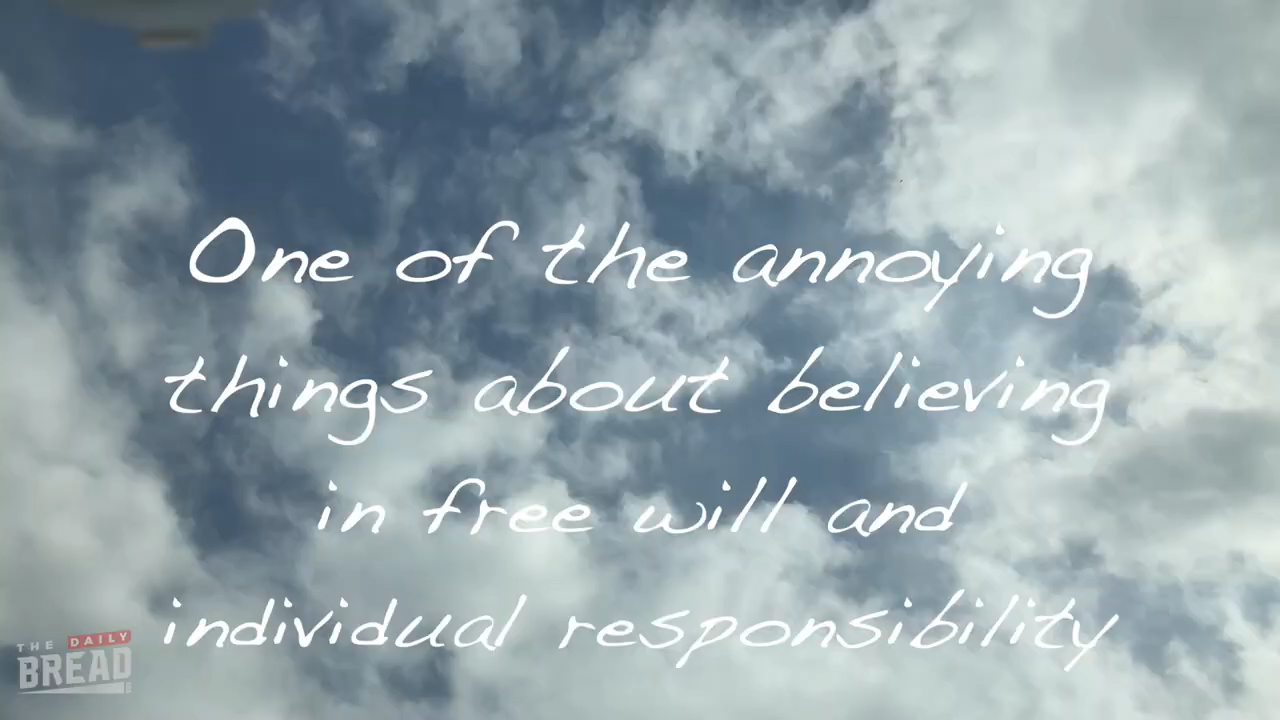 One of the annoying
things about believing
in free will and
individual responsibility
THE DAILY
BREAD